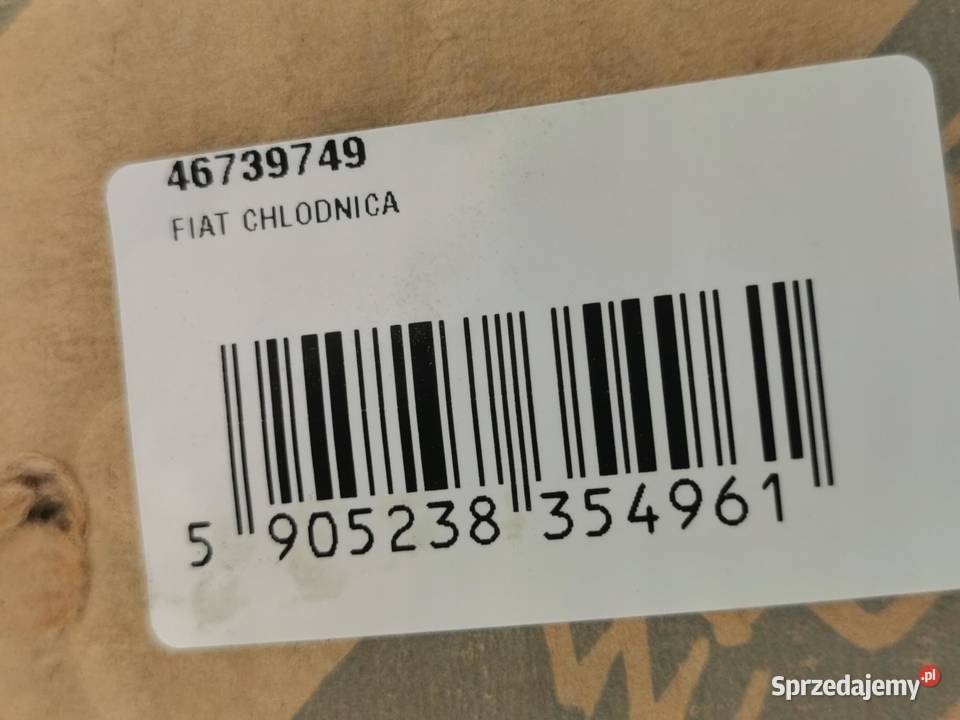 46739749
FIAT CHLODNICA
5 905238 354961
Sprzedajemy.pl